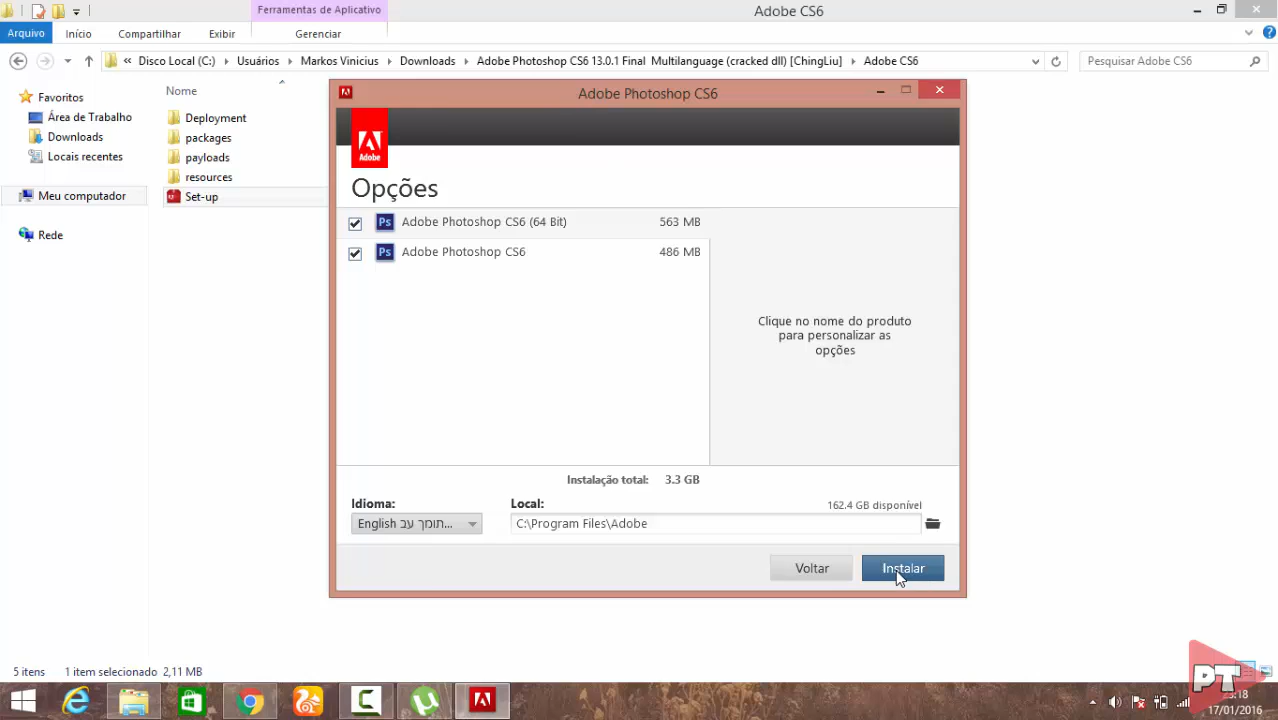 Ferramentas de Aplicativo
Adobe CS6
Arquivo
Início
Compartilhar
Exibir
Gerenciar
« Disco Local (C:) › Usuários › Markos Vinicius › Downloads › Adobe Photoshop CS6 13.0.1 Final Multilanguage (cracked dll) [ChingLiu] › Adobe CS6
Pesquisar Adobe CS6
Favoritos
Área de Trabalho
Downloads
Locais recentes
Meu computador
Rede
Nome
Deployment
packages
payloads
resources
Set-up
Adobe Photoshop CS6
Adobe
Opções
Ps Adobe Photoshop CS6 (64 Bit) 563 MB
Ps Adobe Photoshop CS6 486 MB
Clique no nome do produto
para personalizar as
opções
Instalação total: 3.3 GB
Idioma:
English תומך עב...
Local:
162.4 GB disponível
C:\Program Files\Adobe
Voltar
Instalar
5 itens
1 item selecionado 2,11 MB
PT
17/01/2016